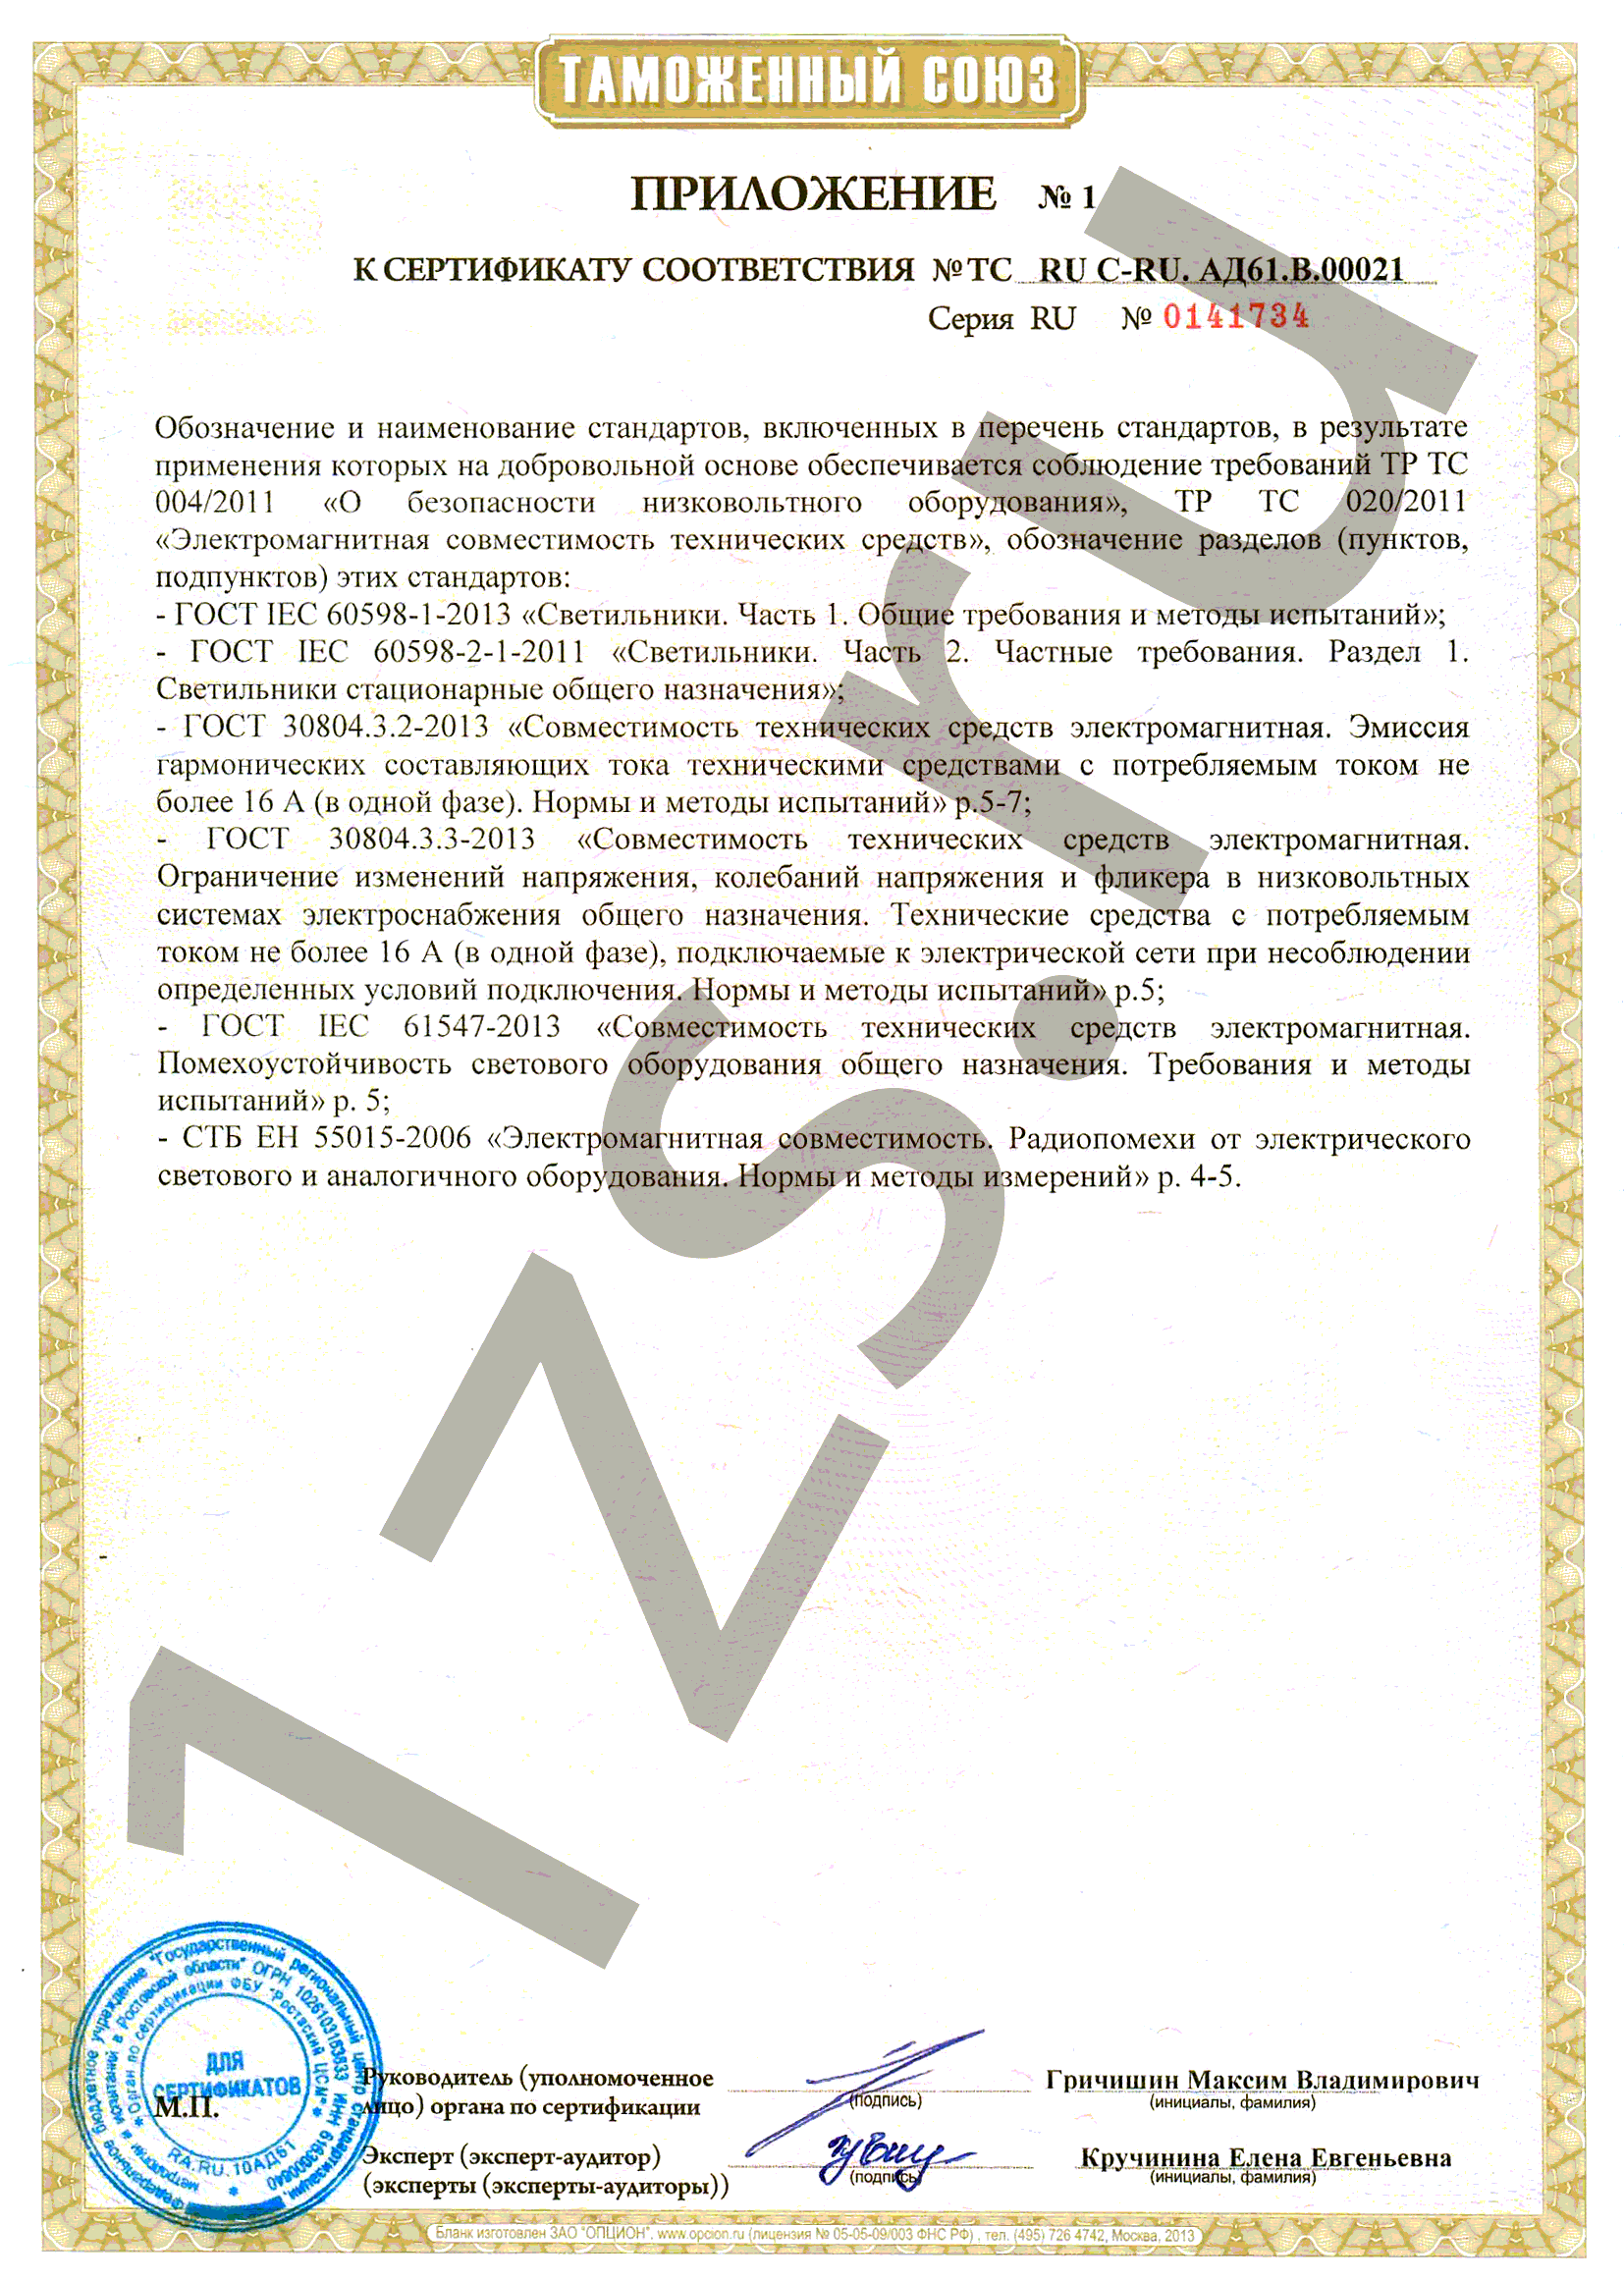 ТАМОЖЕННЫЙ СОЮЗ
ПРИЛОЖЕНИЕ № 1
К СЕРТИФИКАТУ СООТВЕТСТВИЯ № ТС RU C-RU. АД61.В.00021
Серия RU № 0141734
Обозначение и наименование стандартов, включенных в перечень стандартов, в результате
применения которых на добровольной основе обеспечивается соблюдение требований ТР ТС
004/2011 «О безопасности низковольтного оборудования», ТР ТС 020/2011
«Электромагнитная совместимость технических средств», обозначение разделов (пунктов,
подпунктов) этих стандартов:
- ГОСТ IEC 60598-1-2013 «Светильники. Часть 1. Общие требования и методы испытаний»;
- ГОСТ IEC 60598-2-1-2011 «Светильники. Часть 2. Частные требования. Раздел 1.
Светильники стационарные общего назначения»;
- ГОСТ 30804.3.2-2013 «Совместимость технических средств электромагнитная. Эмиссия
гармонических составляющих тока техническими средствами с потребляемым током не
более 16 А (в одной фазе). Нормы и методы испытаний» р.5-7;
- ГОСТ 30804.3.3-2013 «Совместимость технических средств электромагнитная.
Ограничение изменений напряжения, колебаний напряжения и фликера в низковольтных
системах электроснабжения общего назначения. Технические средства с потребляемым
током не более 16 А (в одной фазе), подключаемые к электрической сети при несоблюдении
определенных условий подключения. Нормы и методы испытаний» р.5;
- ГОСТ IEC 61547-2013 «Совместимость технических средств электромагнитная.
Помехоустойчивость светового оборудования общего назначения. Требования и методы
испытаний» р. 5;
- СТБ ЕН 55015-2006 «Электромагнитная совместимость. Радиопомехи от электрического
светового и аналогичного оборудования. Нормы и методы измерений» р. 4-5.
1zs.ru
Федеральное бюджетное учреждение "Государственный региональный центр стандартизации,
метрологии и испытаний в Ростовской области" ОГРН 1026103163833 ИНН
Орган по сертификации ФБУ "Ростовский ЦСМ"
RA.RU.10АД61
ДЛЯ
СЕРТИФИКАТОВ
М.П.
Руководитель (уполномоченное
лицо) органа по сертификации
(подпись)
Гричишин Максим Владимирович
(инициалы, фамилия)
Эксперт (эксперт-аудитор)
(эксперты (эксперты-аудиторы))
(подпись)
Кручинина Елена Евгеньевна
(инициалы, фамилия)
Бланк изготовлен ЗАО "ОПЦИОН", www.opcion.ru (лицензия № 05-05-09/003 ФНС РФ) , тел. (495) 726 4742, Москва, 2013